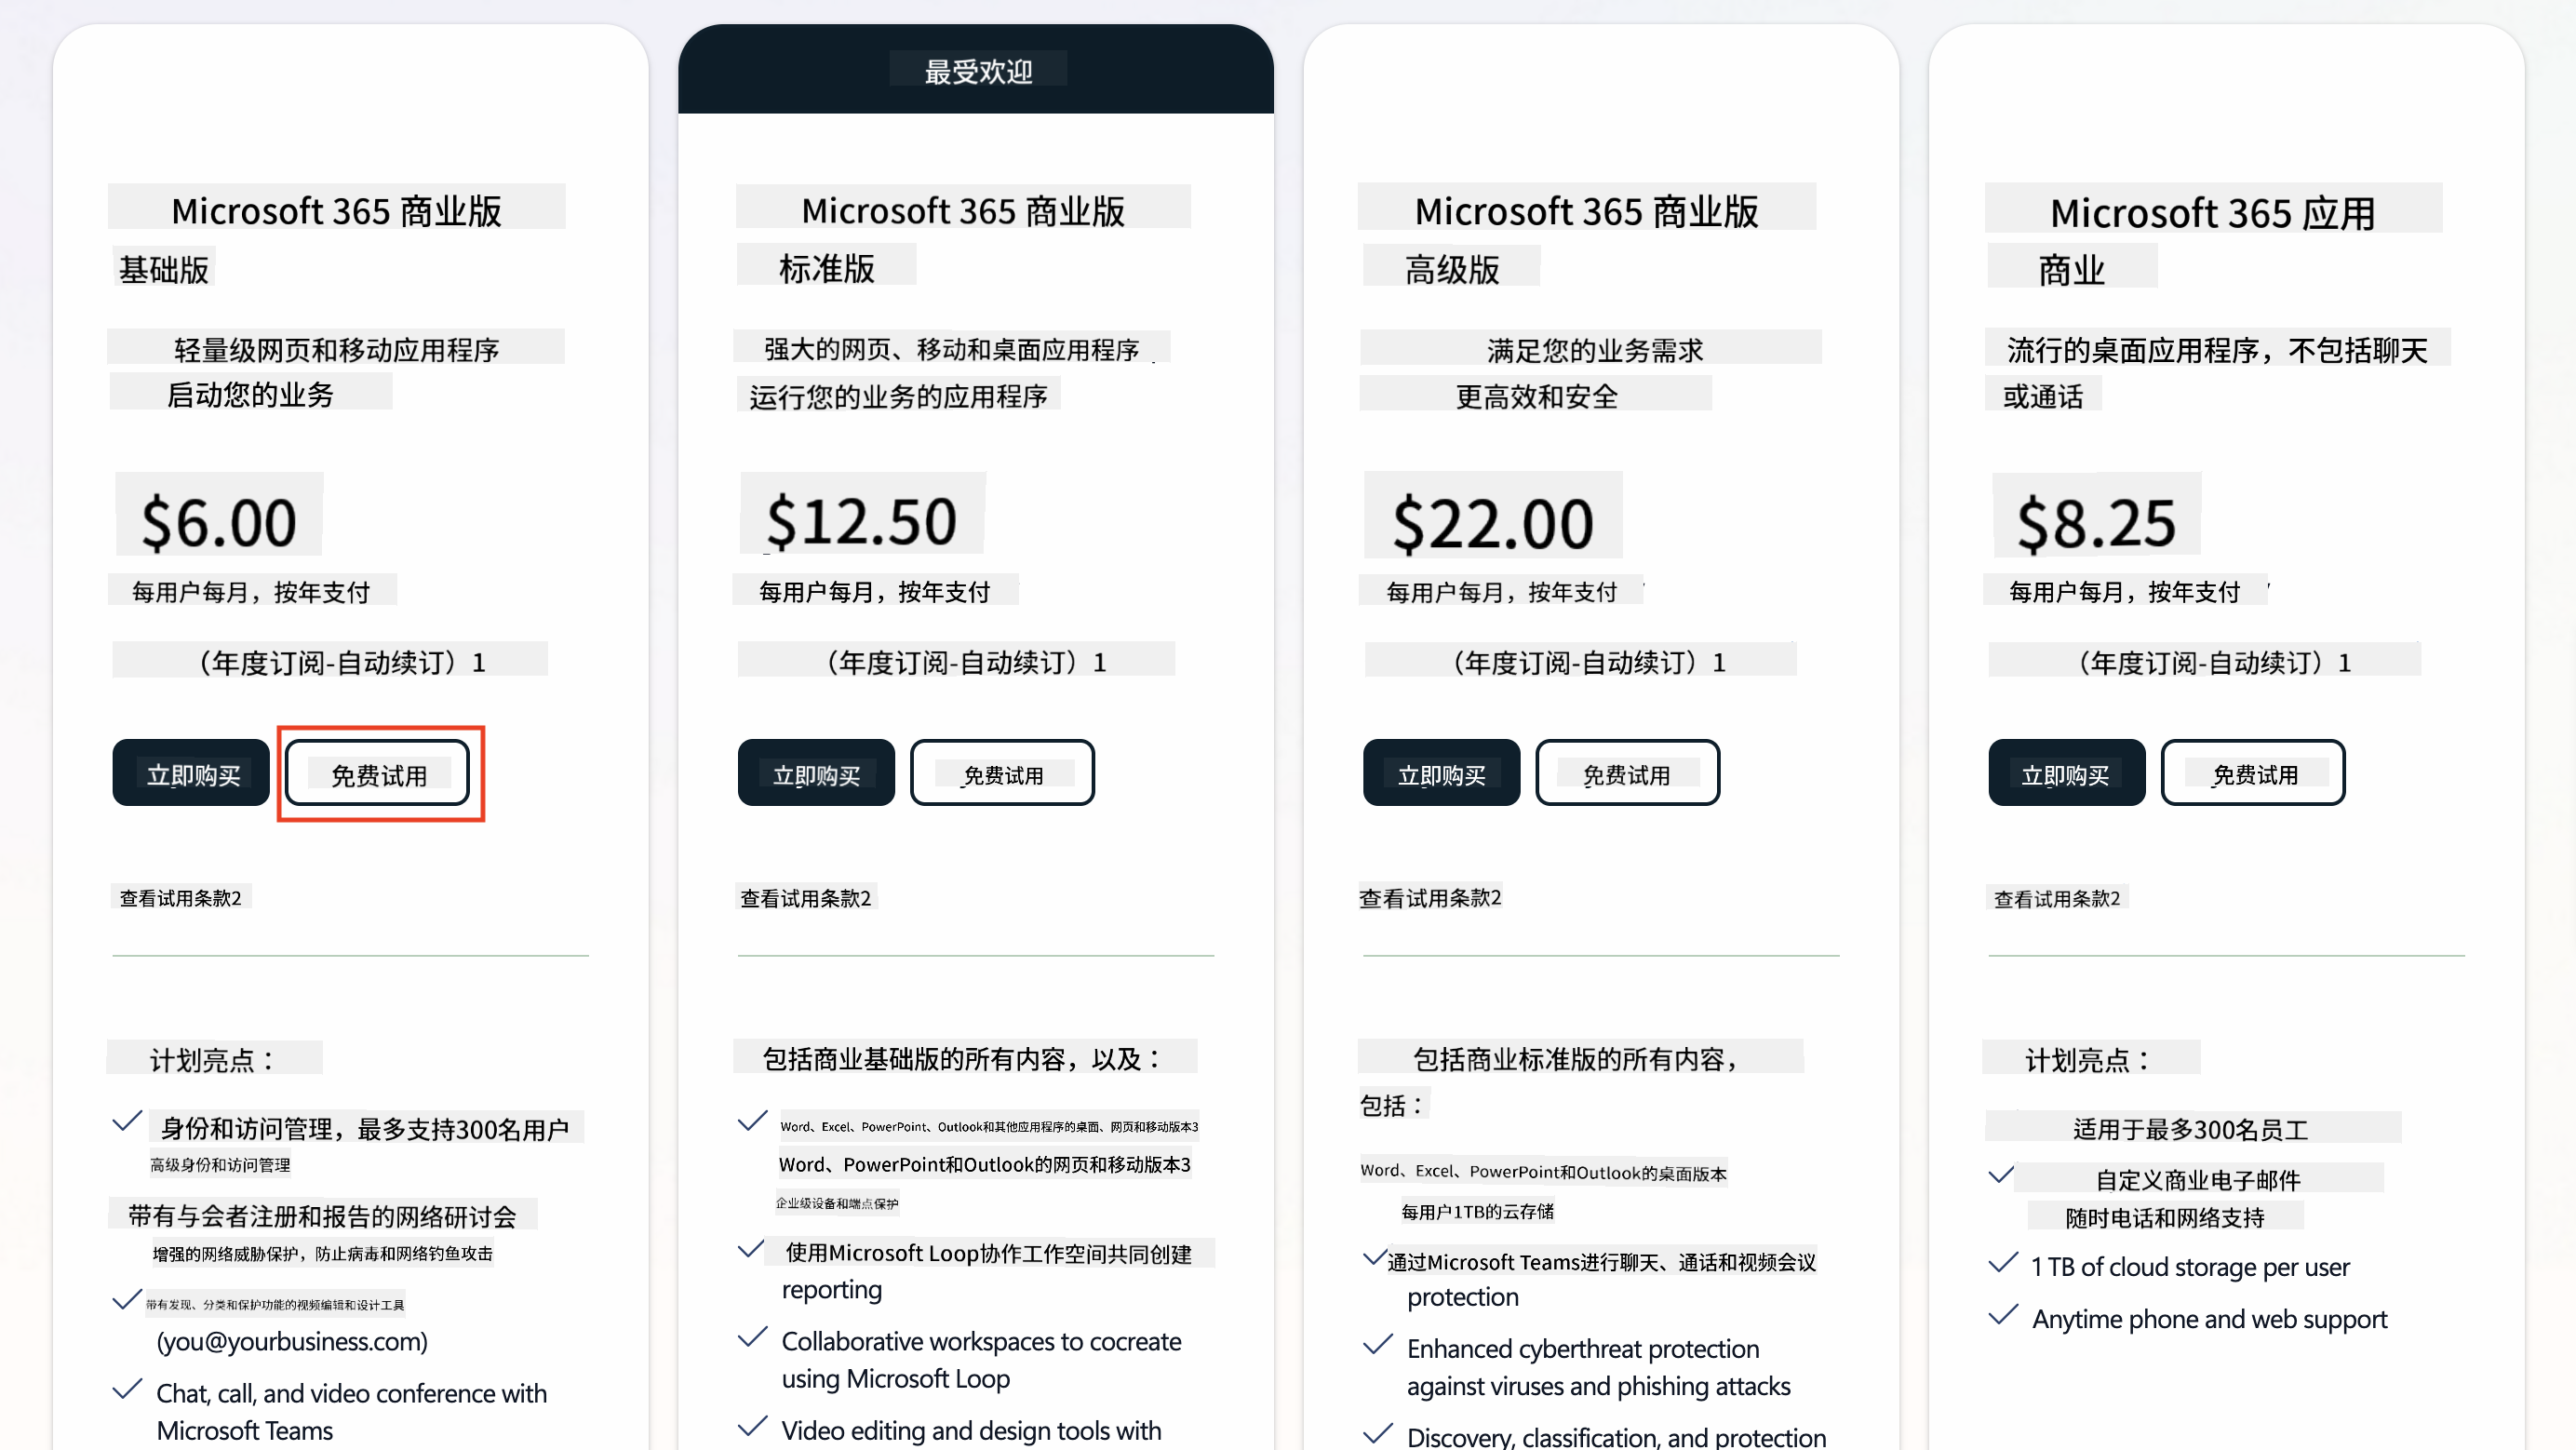 Microsoft 365 商业版
基础版
轻量级网页和移动应用程序
启动您的业务
$6.00
每用户每月，按年支付
（年度订阅-自动续订）1
立即购买
免费试用
查看试用条款2
计划亮点：
身份和访问管理，最多支持300名用户
高级身份和访问管理
带有与会者注册和报告的网络研讨会
增强的网络威胁保护，防止病毒和网络钓鱼攻击
带有发现、分类和保护功能的视频编辑和设计工具
(you@yourbusiness.com)
Chat, call, and video conference with
Microsoft Teams
最受欢迎
Microsoft 365 商业版
标准版
强大的网页、移动和桌面应用程序
运行您的业务的应用程序
$12.50
每用户每月，按年支付
（年度订阅-自动续订）1
立即购买
免费试用
查看试用条款2
包括商业基础版的所有内容，以及：
Word、Excel、PowerPoint、Outlook和其他应用程序的桌面、网页和移动版本3
Word、PowerPoint和Outlook的网页和移动版本3
企业级设备和端点保护
使用Microsoft Loop协作工作空间共同创建
reporting
Collaborative workspaces to cocreate
using Microsoft Loop
Video editing and design tools with
Microsoft 365 商业版
高级版
满足您的业务需求
更高效和安全
$22.00
每用户每月，按年支付
（年度订阅-自动续订）1
立即购买
免费试用
查看试用条款2
包括商业标准版的所有内容，
包括：
Word、Excel、PowerPoint和Outlook的桌面版本
每用户1TB的云存储
通过Microsoft Teams进行聊天、通话和视频会议
protection
Enhanced cyberthreat protection
against viruses and phishing attacks
Discovery, classification, and protection
Microsoft 365 应用
商业
流行的桌面应用程序，不包括聊天
或通话
$8.25
每用户每月，按年支付
（年度订阅-自动续订）1
立即购买
免费试用
查看试用条款2
计划亮点：
适用于最多300名员工
自定义商业电子邮件
随时电话和网络支持
1 TB of cloud storage per user
Anytime phone and web support